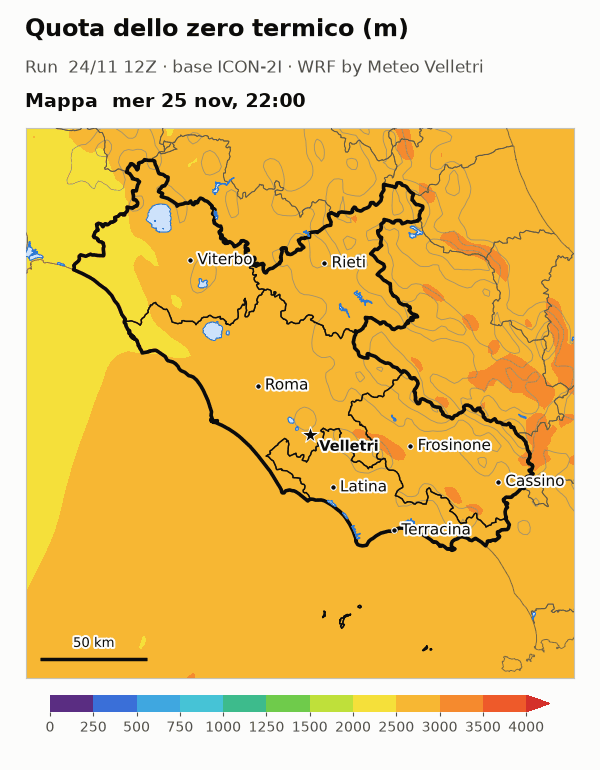 Quota dello zero termico (m)
Run  24/11 12Z · base ICON-2I · WRF by Meteo Velletri
Mappa  mer 25 nov, 22:00
Viterbo
Rieti
Roma
Velletri
Frosinone
Latina
Cassino
Terracina
50 km
0 250 500 750 1000 1250 1500 2000 2500 3000 3500 4000